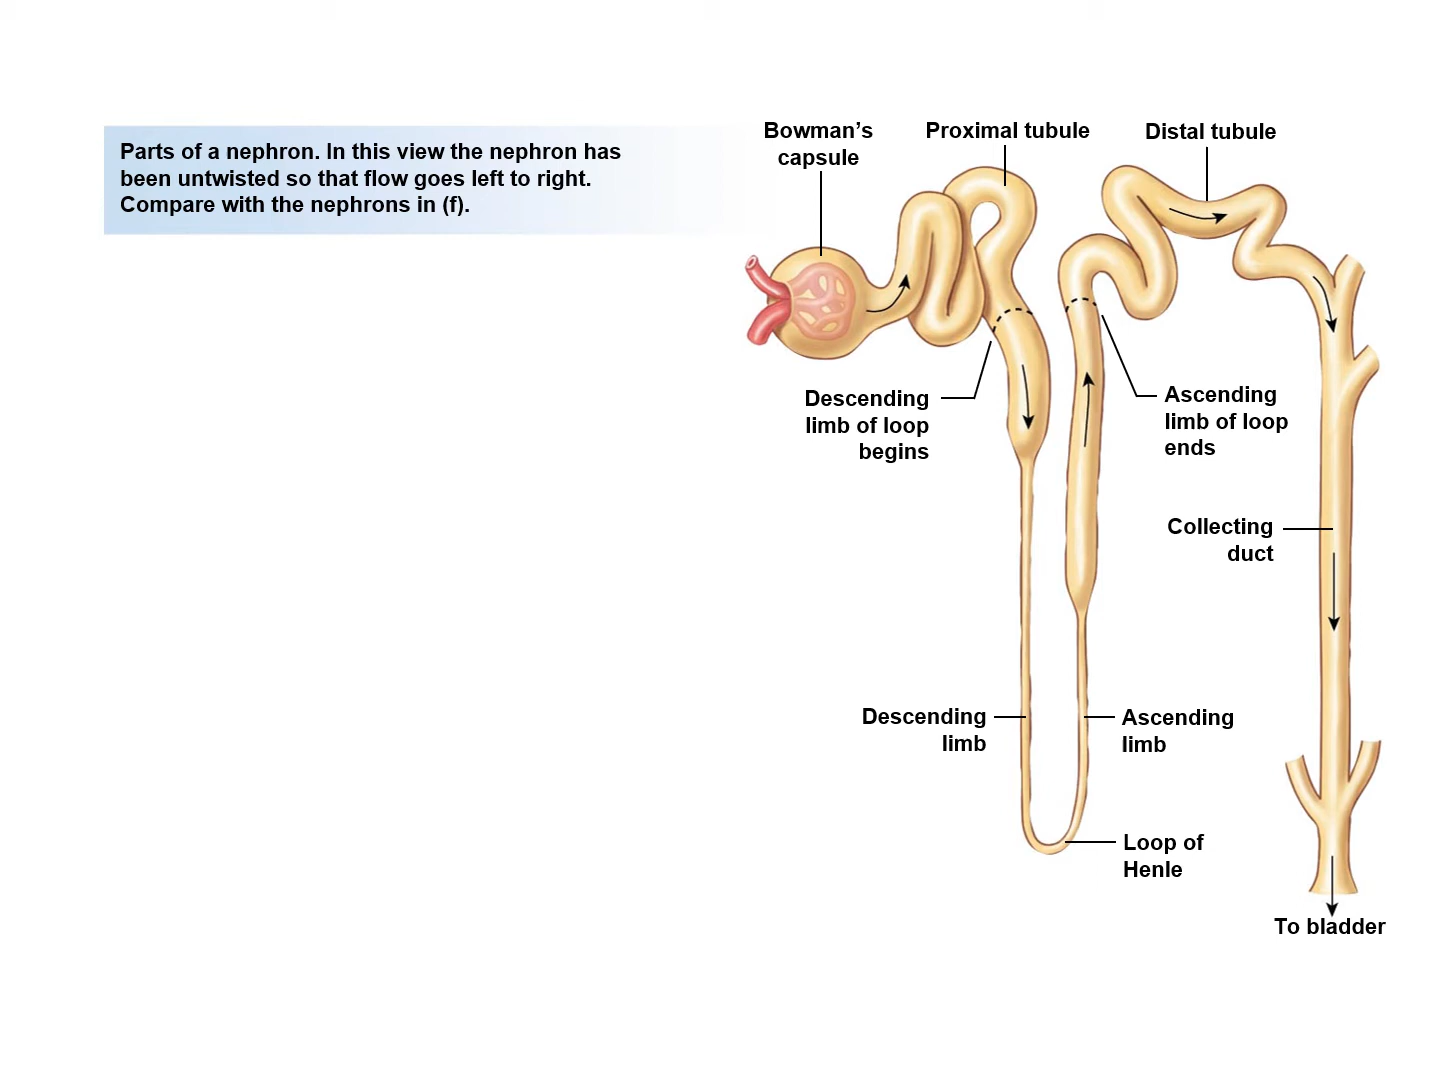 Parts of a nephron. In this view the nephron has
been untwisted so that flow goes left to right.
Compare with the nephrons in (f).
Bowman’s
capsule
Proximal tubule
Distal tubule
Descending
limb of loop
begins
Ascending
limb of loop
ends
Collecting
duct
Descending
limb
Ascending
limb
Loop of
Henle
To bladder